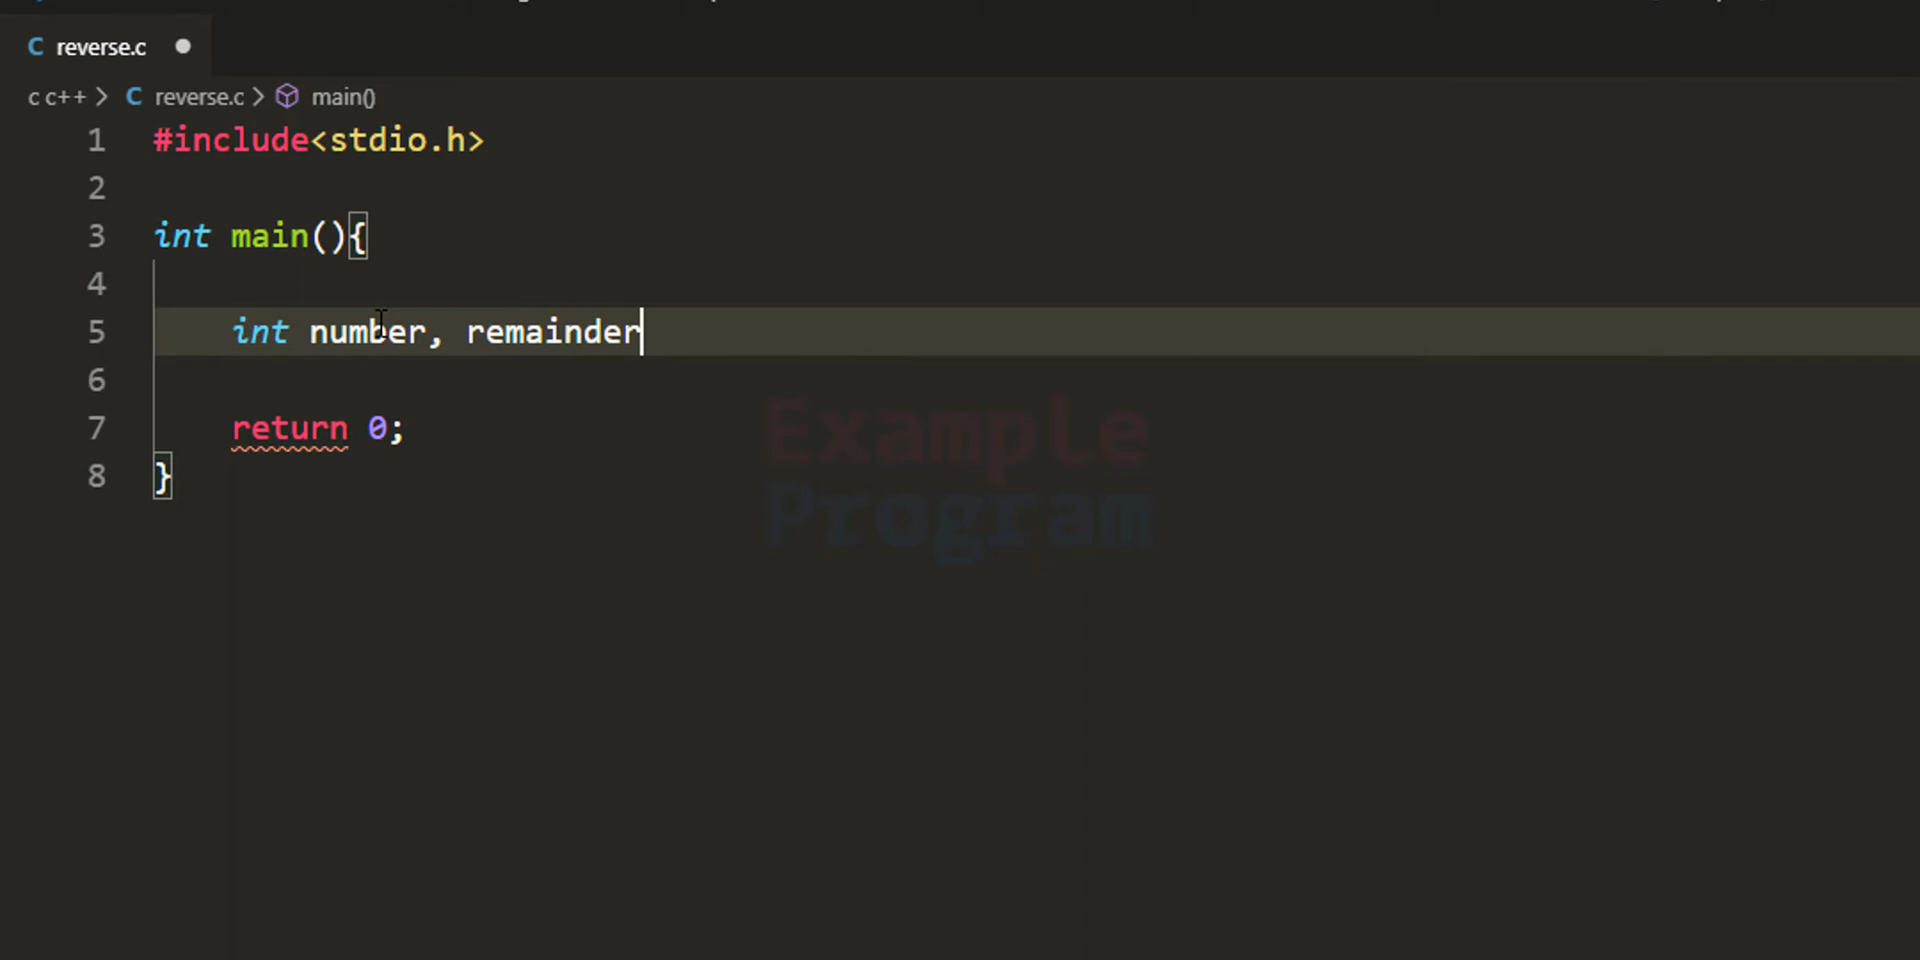 C reverse.c
c c++ > C reverse.c > main()
1 #include<stdio.h>
2
3 int main(){
4
5 int number, remainder
6
7 return 0;
8 }
Example
Program